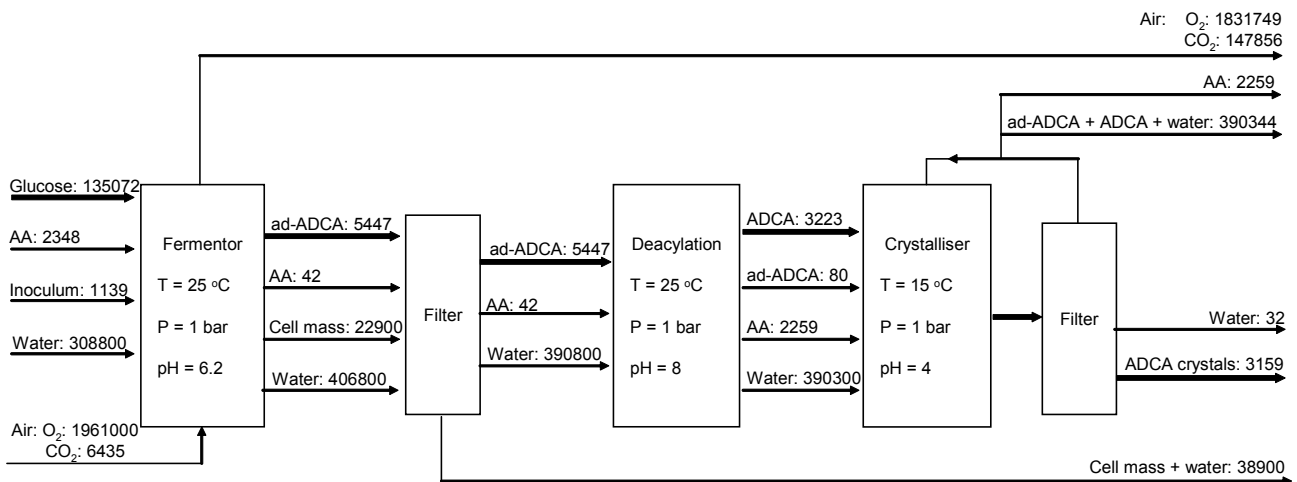 Air: O₂: 1831749
CO₂: 147856
AA: 2259
ad-ADCA + ADCA + water: 390344
Glucose: 135072
AA: 2348
Inoculum: 1139
Water: 308800
Air: O₂: 1961000
CO₂: 6435
Fermentor
T = 25 °C
P = 1 bar
pH = 6.2
ad-ADCA: 5447
AA: 42
Cell mass: 22900
Water: 406800
Filter
ad-ADCA: 5447
AA: 42
Water: 390800
Deacylation
T = 25 °C
P = 1 bar
pH = 8
ADCA: 3223
ad-ADCA: 80
AA: 2259
Water: 390300
Crystalliser
T = 15 °C
P = 1 bar
pH = 4
Filter
Water: 32
ADCA crystals: 3159
Cell mass + water: 38900